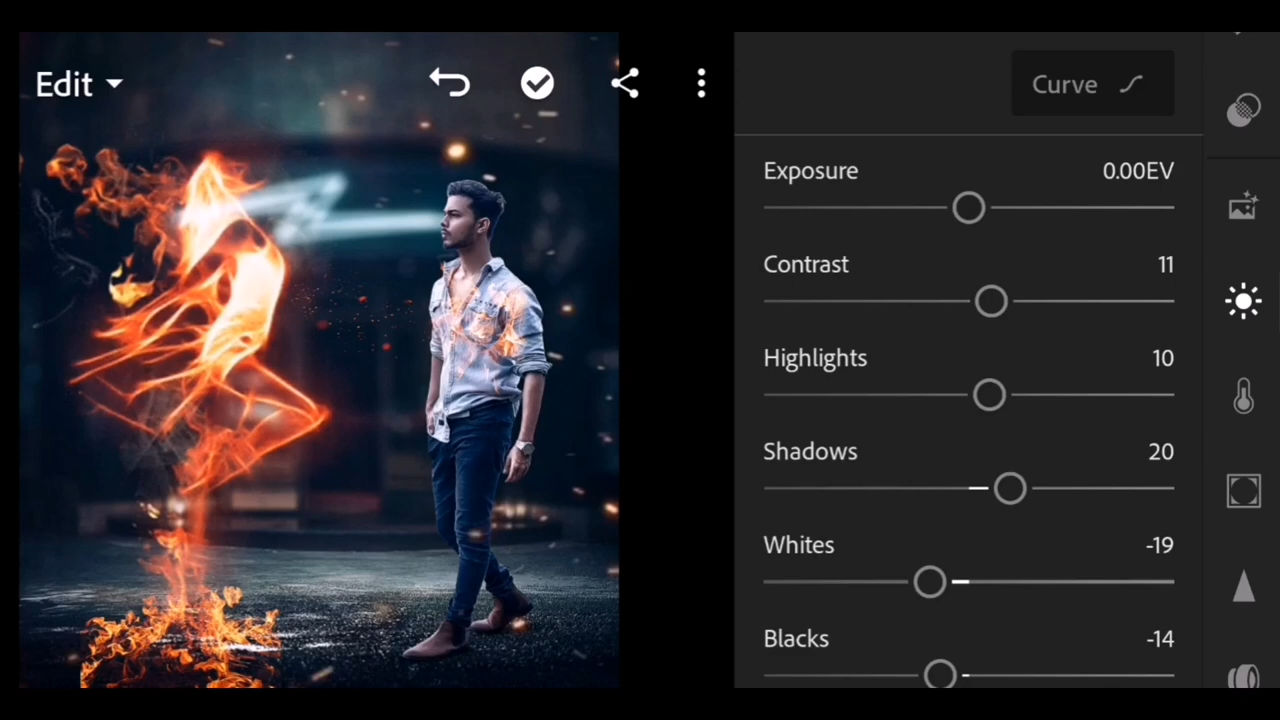 Edit
Curve
Exposure 0.00EV
Contrast 11
Highlights 10
Shadows 20
Whites -19
Blacks -14